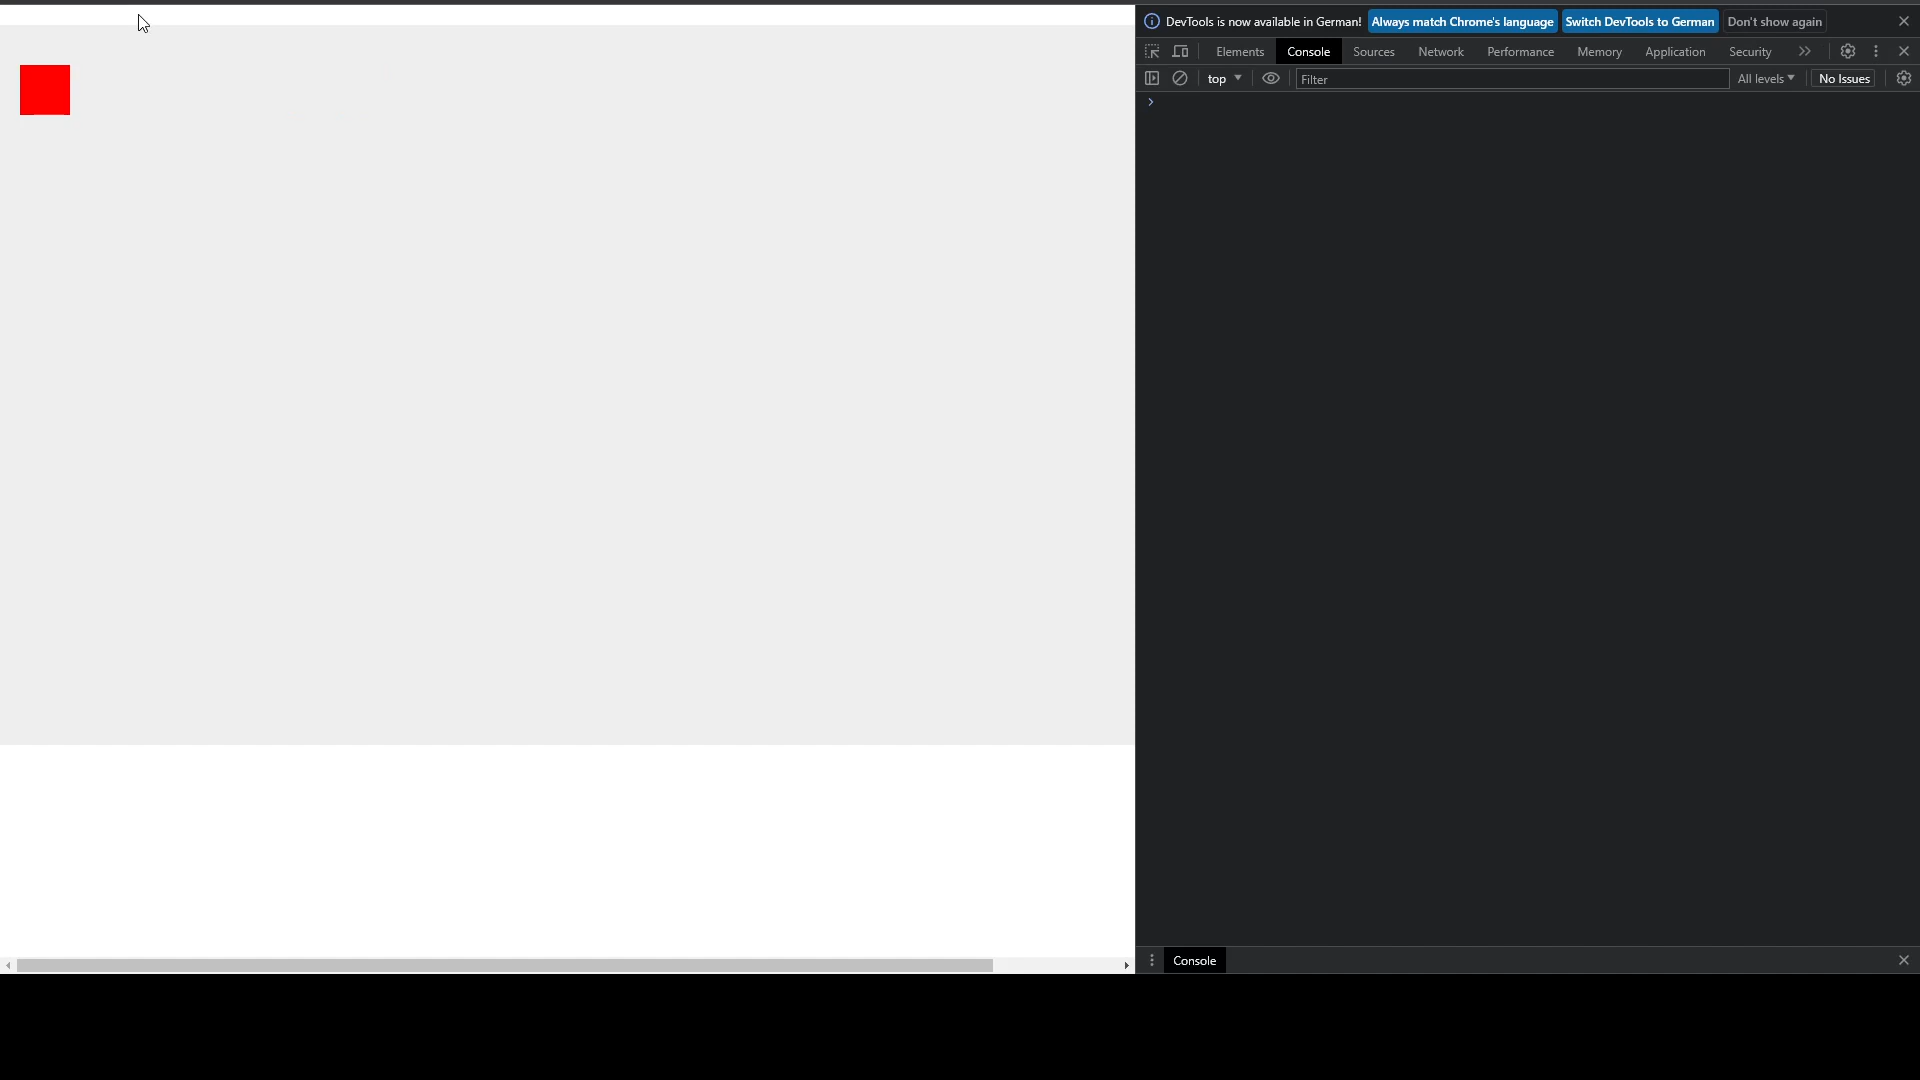 DevTools is now available in German! Always match Chrome's language Switch DevTools to German Don't show again
Elements Console Sources Network Performance Memory Application Security
top Filter All levels No Issues
Console